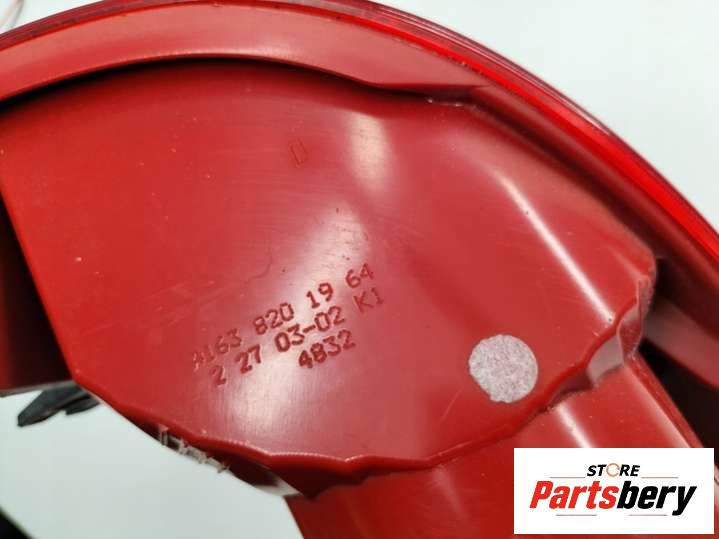 A163 820 19 64
2 27 03-02 K1
4832
STORE
Partsbery